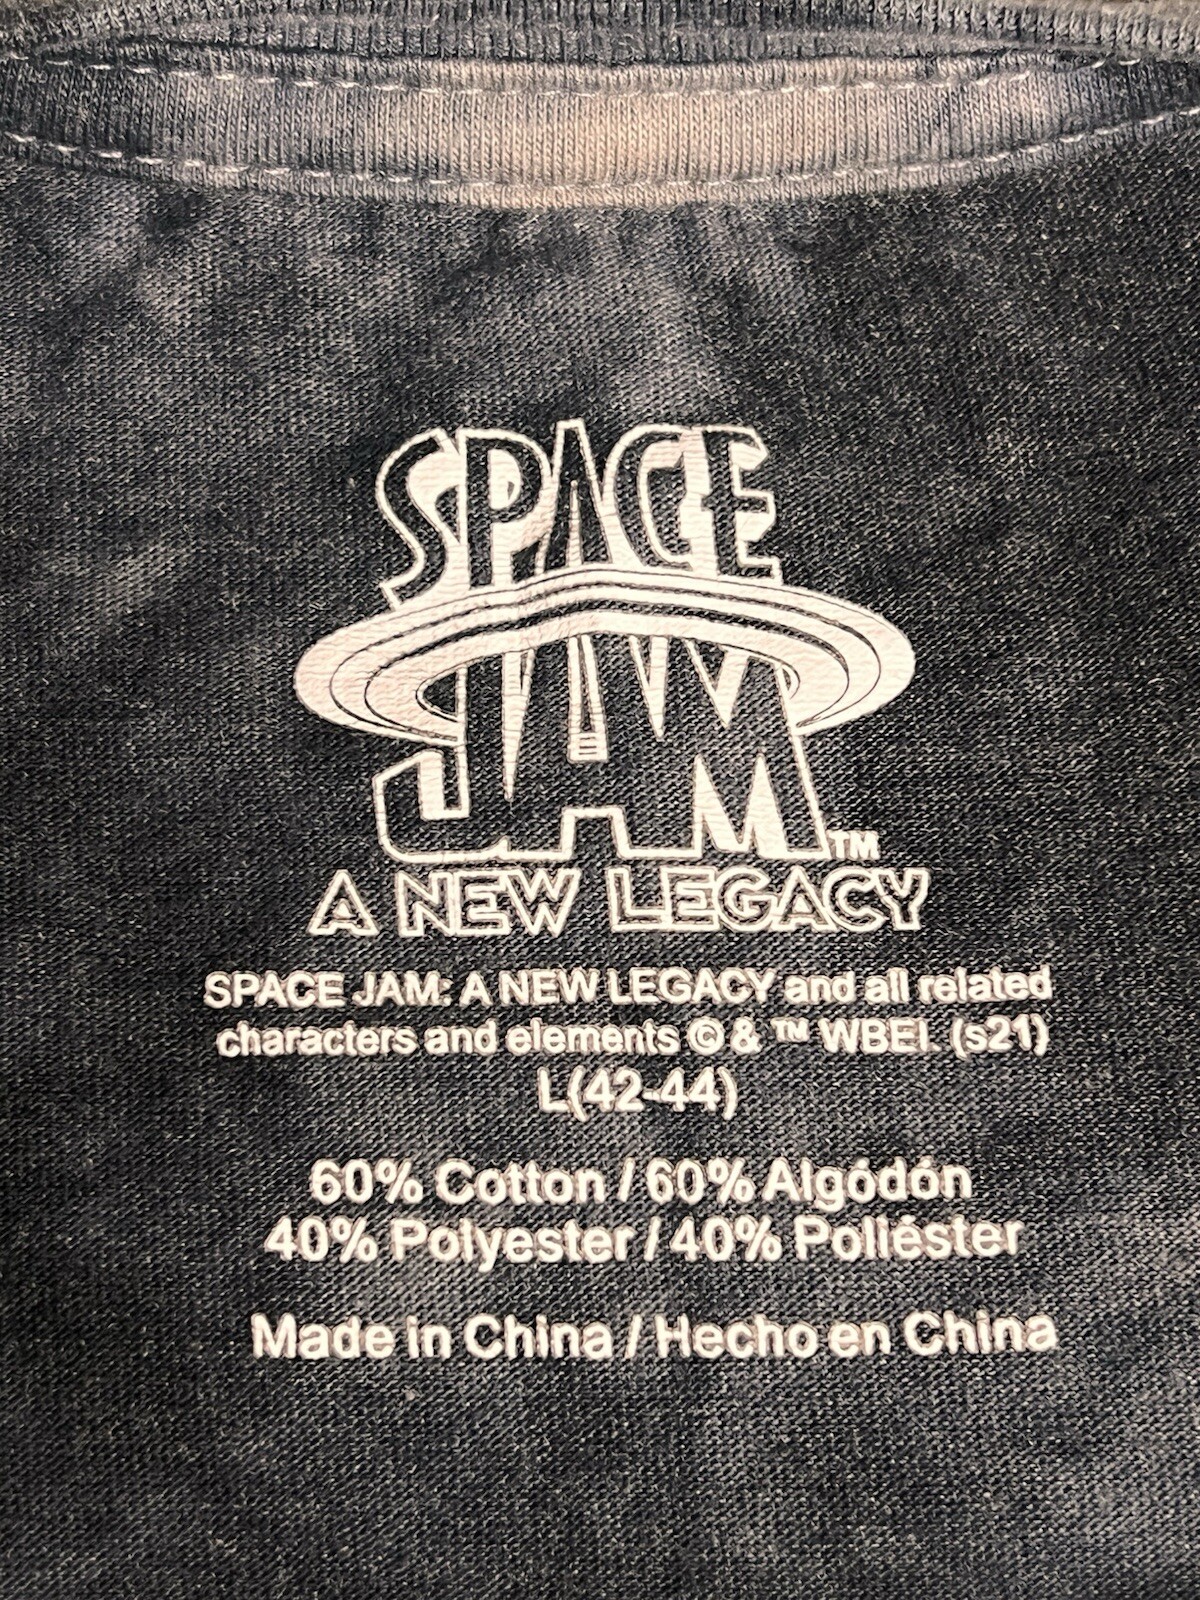 SPACE
JAM™
A NEW LEGACY
SPACE JAM: A NEW LEGACY and all related
characters and elements © & ™ WBEI. (s21)
L(42-44)
60% Cotton / 60% Algódón
40% Polyester / 40% Poliéster
Made in China / Hecho en China